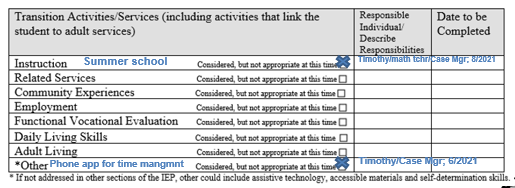 Transition Activities/Services (including activities that link the student to adult services) Responsible Individual/ Describe Responsibilities Date to be Completed
Instruction Summer school Considered, but not appropriate at this time Timothy/math tchr/Case Mgr; 8/2021
Related Services Considered, but not appropriate at this time
Community Experiences Considered, but not appropriate at this time
Employment Considered, but not appropriate at this time
Functional Vocational Evaluation Considered, but not appropriate at this time
Daily Living Skills Considered, but not appropriate at this time
Adult Living Considered, but not appropriate at this time
*Other Phone app for time mangmnt Considered, but not appropriate at this time Timothy/Case Mgr; 6/2021
* If not addressed in other sections of the IEP, other could include assistive technology, accessible materials and self-determination skills.